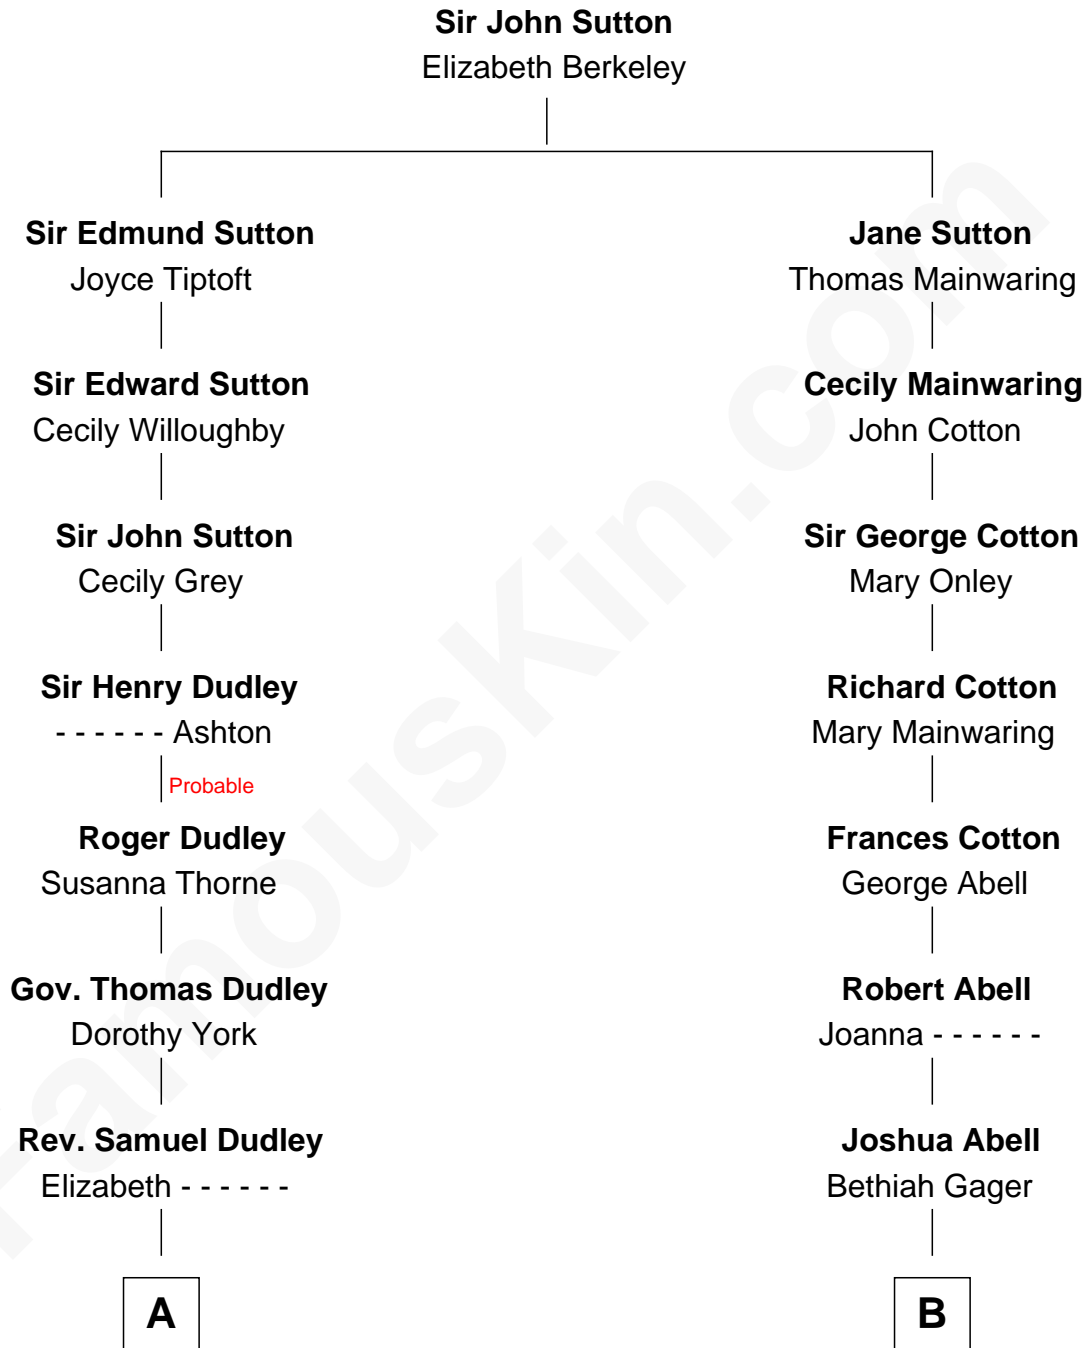 Sir John Sutton
Elizabeth Berkeley
Sir Edmund Sutton
Joyce Tiptoft
Jane Sutton
Thomas Mainwaring
Sir Edward Sutton
Cecily Willoughby
Cecily Mainwaring
John Cotton
Sir John Sutton
Cecily Grey
Sir George Cotton
Mary Onley
Sir Henry Dudley
- - - - - - Ashton
Richard Cotton
Mary Mainwaring
Probable
Roger Dudley
Susanna Thorne
Frances Cotton
George Abell
Gov. Thomas Dudley
Dorothy York
Robert Abell
Joanna - - - - - -
Rev. Samuel Dudley
Elizabeth - - - - - -
Joshua Abell
Bethiah Gager
A
B
FamousKin.com